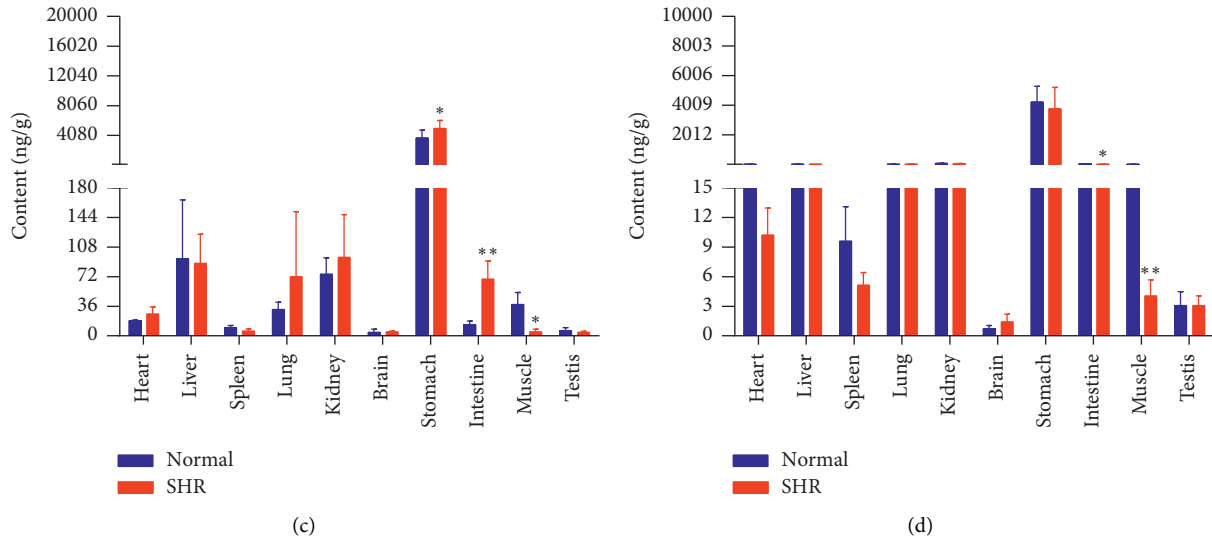 Content (ng/g)
20000
16020
12040
8060
4080
180
144
108
72
36
0
*
**
*
Heart
Liver
Spleen
Lung
Kidney
Brain
Stomach
Intestine
Muscle
Testis
Normal
SHR
(c)
Content (ng/g)
10000
8003
6006
4009
2012
15
12
9
6
3
0
*
**
Heart
Liver
Spleen
Lung
Kidney
Brain
Stomach
Intestine
Muscle
Testis
Normal
SHR
(d)